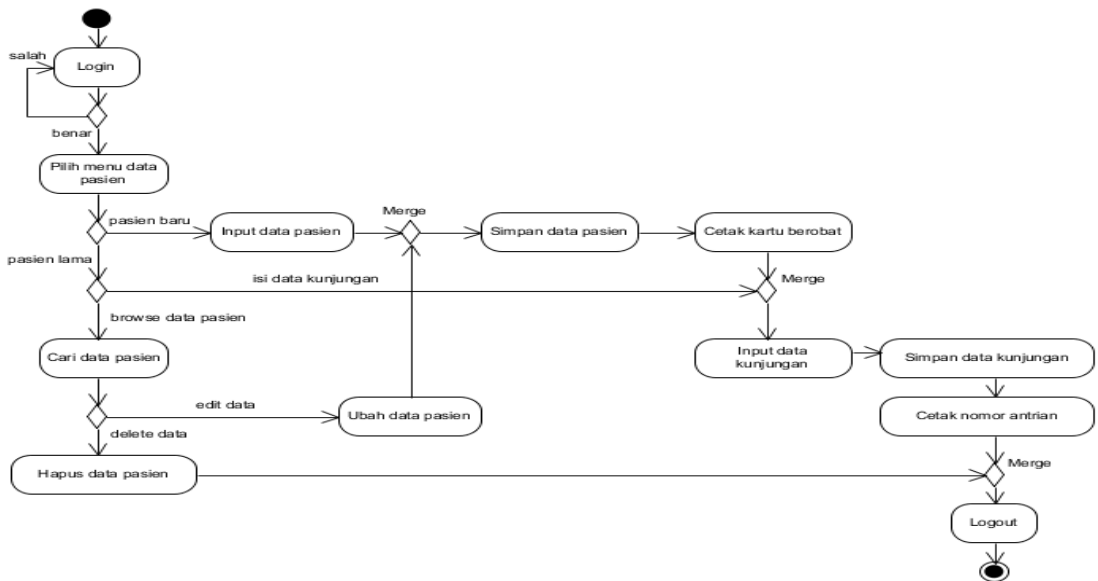 salah
Login
benar
Pilih menu data
pasien
pasien baru
Input data pasien
Merge
Simpan data pasien
Cetak kartu berobat
pasien lama
isi data kunjungan
Merge
browse data pasien
Cari data pasien
Input data
kunjungan
Simpan data kunjungan
edit data
Ubah data pasien
Cetak nomor antrian
delete data
Hapus data pasien
Merge
Logout